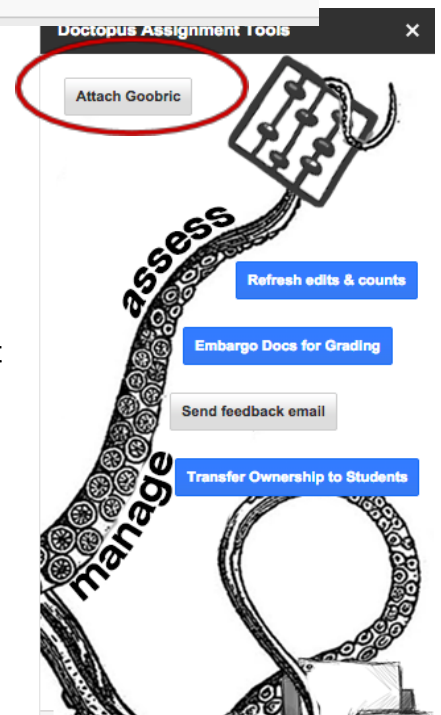 Doctopus Assignment Tools ×
Attach Goobric
assess
Refresh edits & counts
Embargo Docs for Grading
Send feedback email
Transfer Ownership to Students
manage